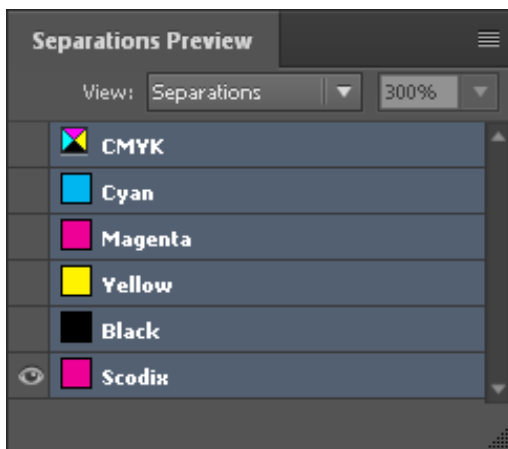 Separations Preview
View: Separations 300%
CMYK
Cyan
Magenta
Yellow
Black
Scodix